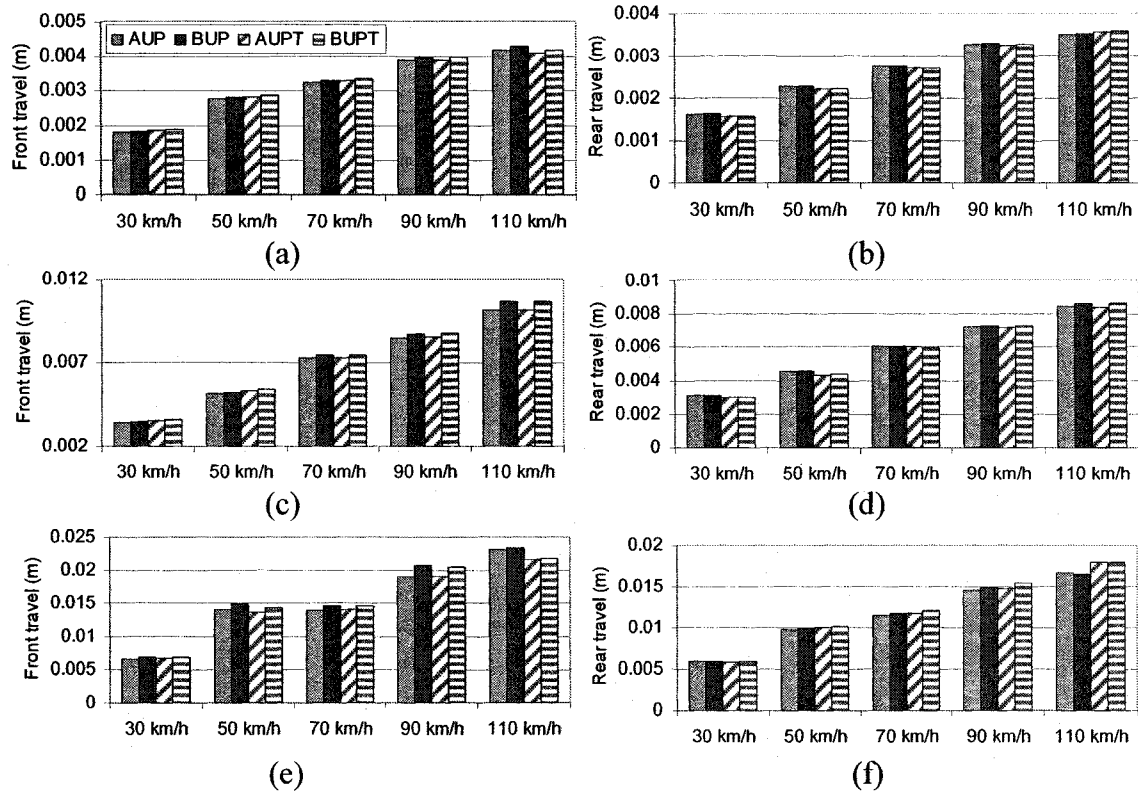 0.005
AUP BUP AUPT BUPT
0.004
0.003
0.002
0.001
0
Front travel (m)
30 km/h 50 km/h 70 km/h 90 km/h 110 km/h
(a)
0.004
0.003
0.002
0.001
0
Rear travel (m)
30 km/h 50 km/h 70 km/h 90 km/h 110 km/h
(b)
0.012
0.007
0.002
Front travel (m)
30 km/h 50 km/h 70 km/h 90 km/h 110 km/h
(c)
0.01
0.008
0.006
0.004
0.002
0
Rear travel (m)
30 km/h 50 km/h 70 km/h 90 km/h 110 km/h
(d)
0.025
0.02
0.015
0.01
0.005
0
Front travel (m)
30 km/h 50 km/h 70 km/h 90 km/h 110 km/h
(e)
0.02
0.015
0.01
0.005
0
Rear travel (m)
30 km/h 50 km/h 70 km/h 90 km/h 110 km/h
(f)